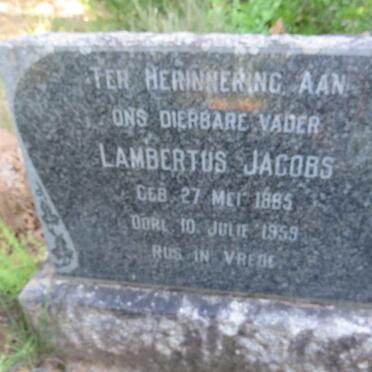 TER HERINNERING AAN
ONS DIERBARE VADER
LAMBERTUS JACOBS
GEB. 27 MEI 1885
OORL. 10. JULIE 1959
RUS IN VREDE